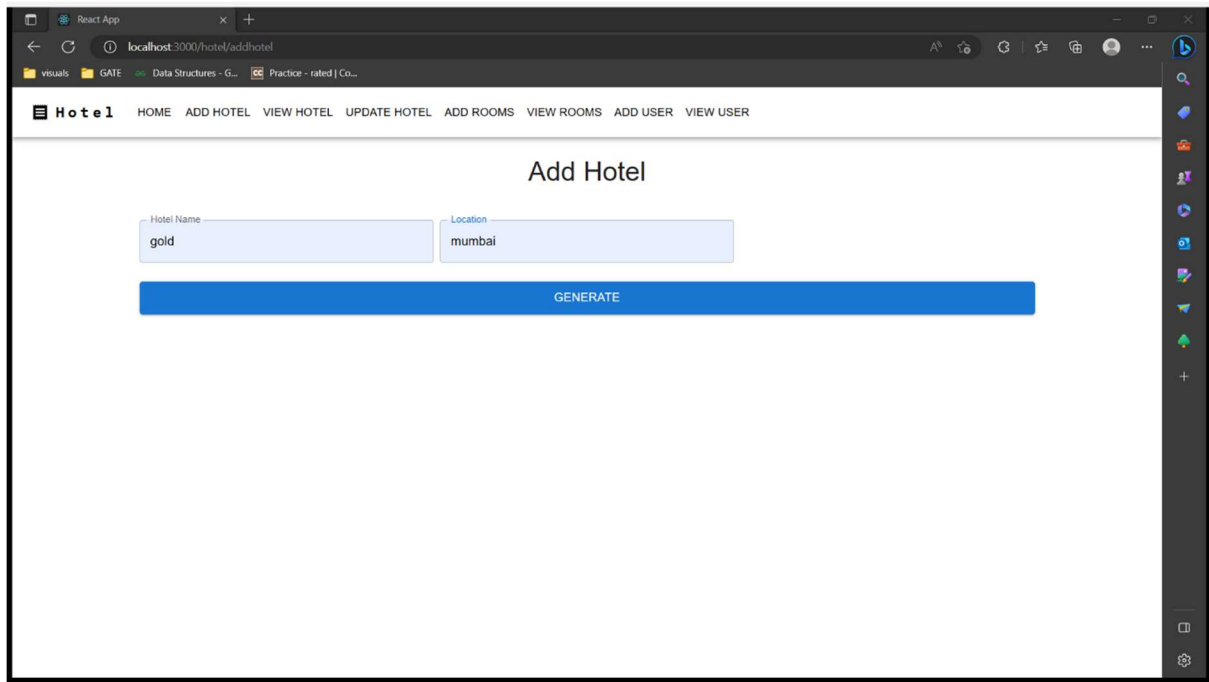 React App
localhost:3000/hotel/addhotel
visuals GATE Data Structures - G... CC Practice - rated | Co...
Hotel HOME ADD HOTEL VIEW HOTEL UPDATE HOTEL ADD ROOMS VIEW ROOMS ADD USER VIEW USER
Add Hotel
Hotel Name Location
gold mumbai
GENERATE